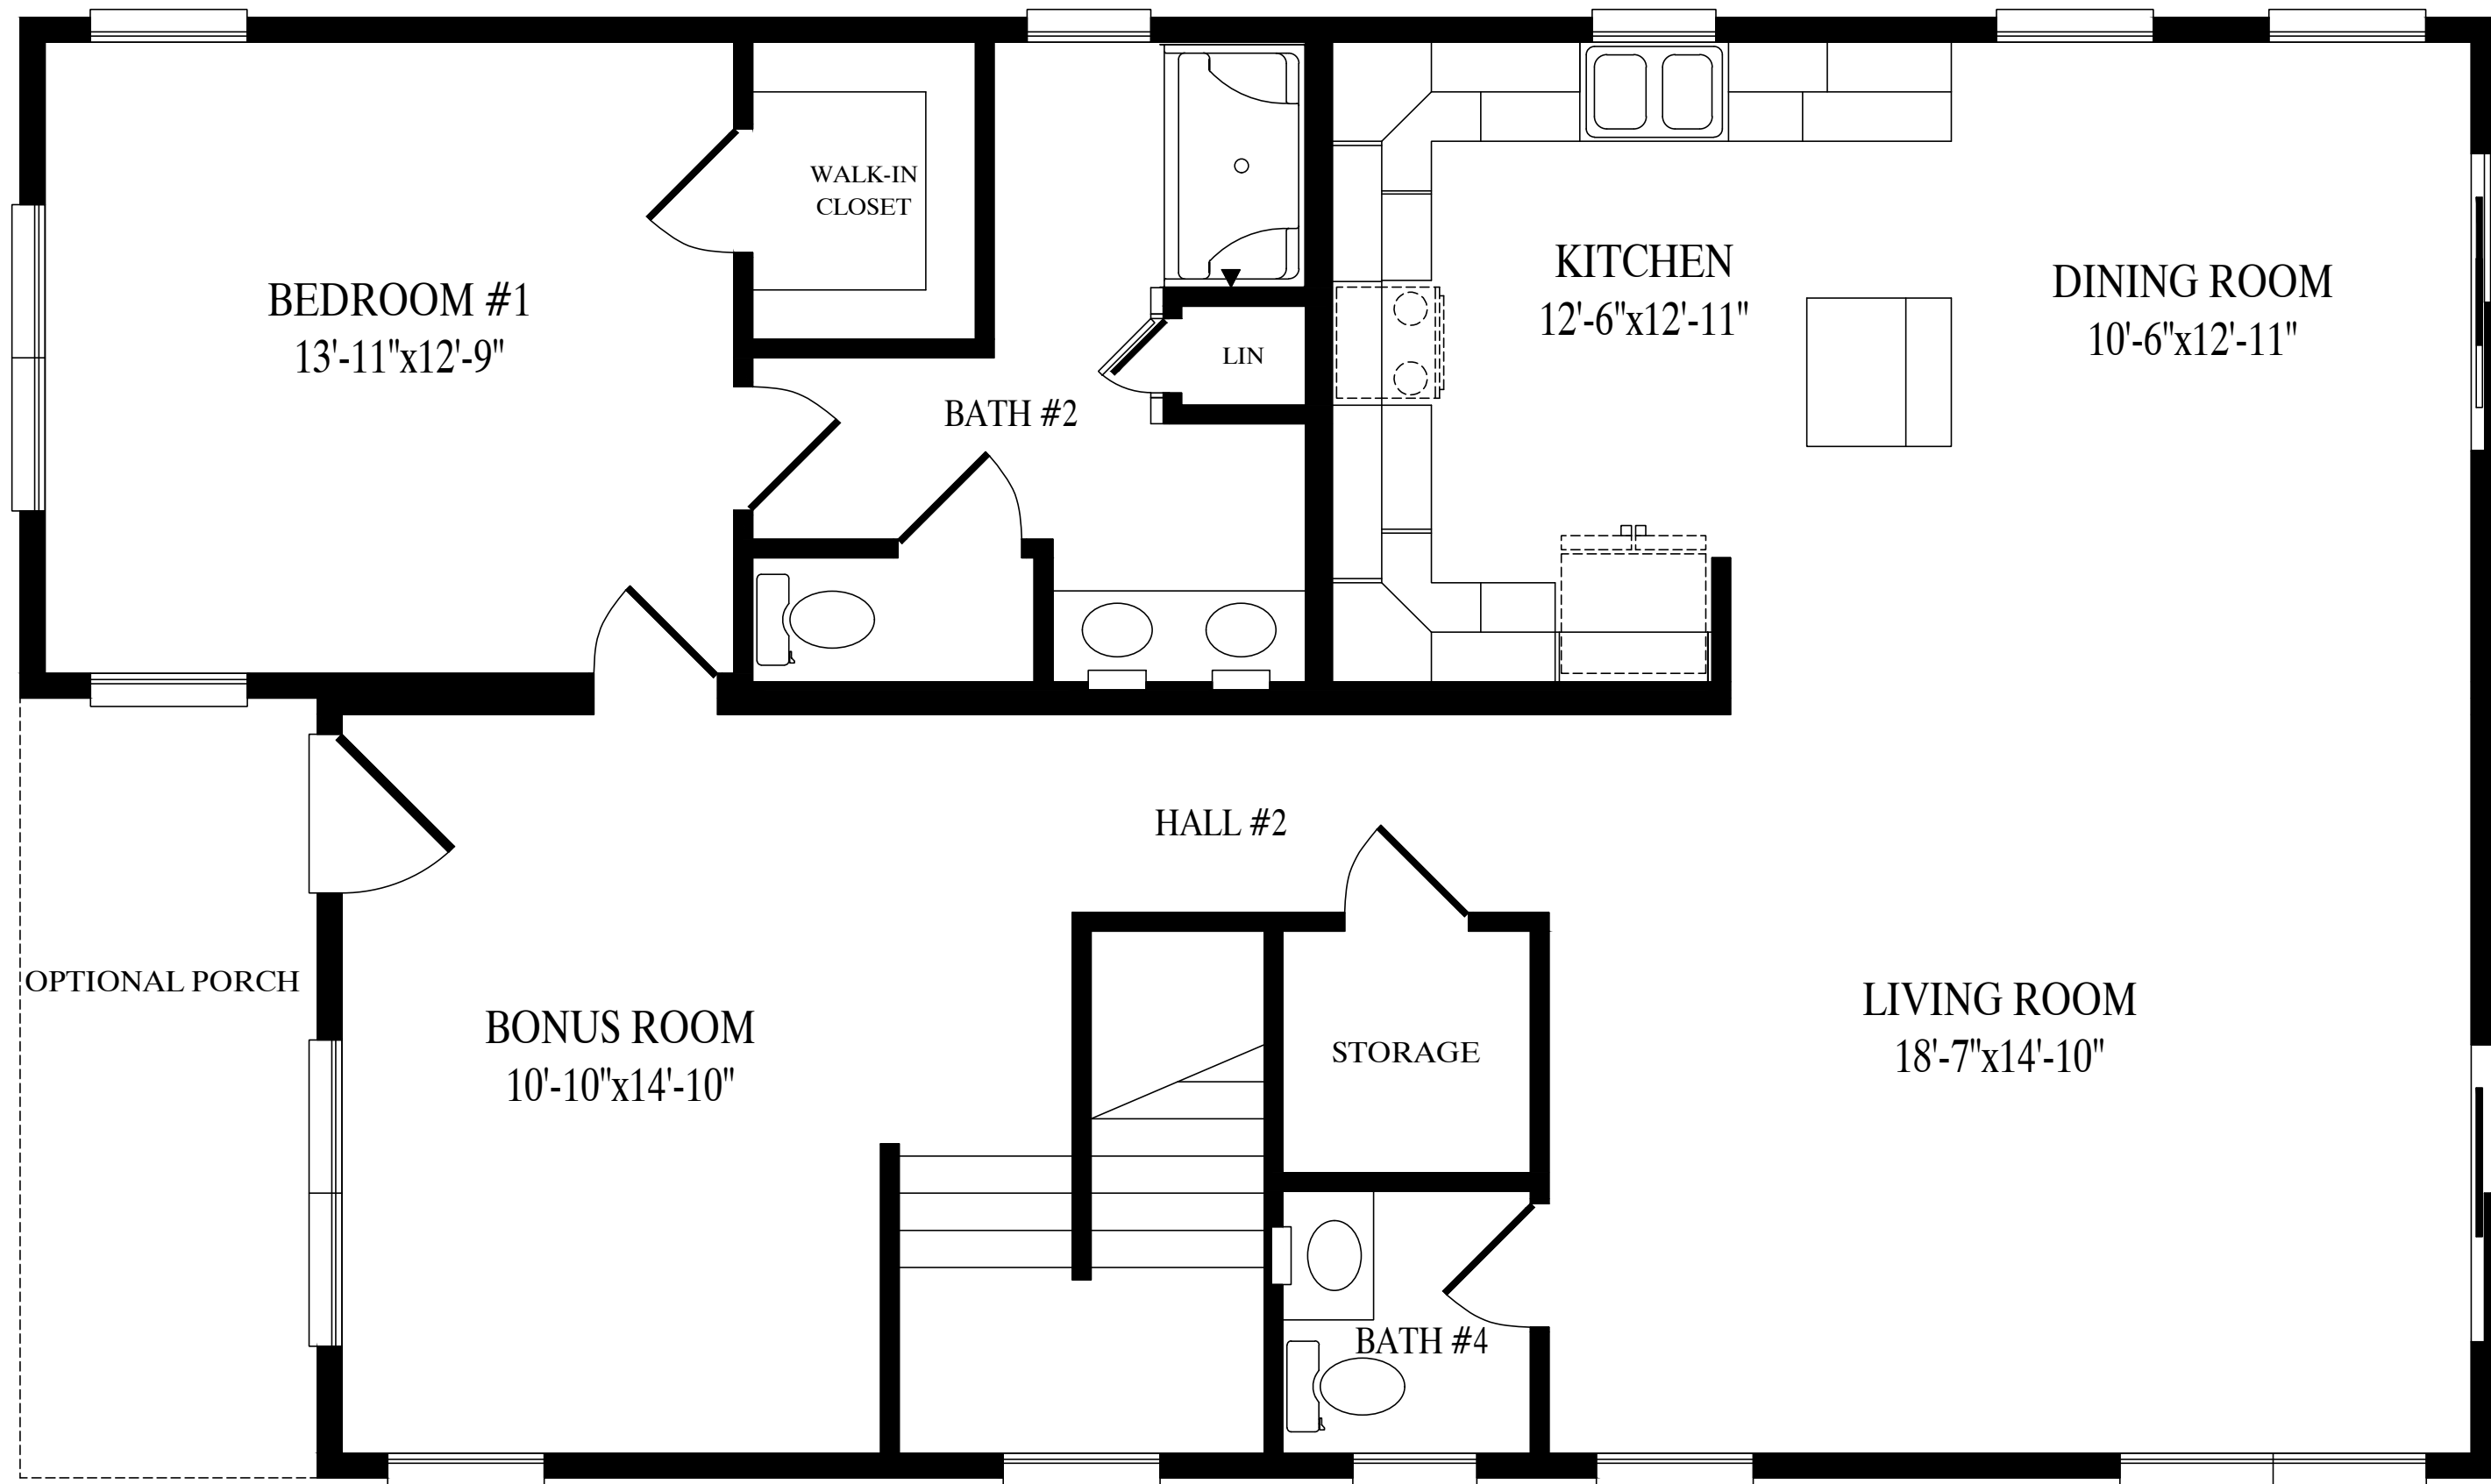 WALK-IN
CLOSET
BEDROOM #1
13'-11"x12'-9"
KITCHEN
12'-6"x12'-11"
DINING ROOM
10'-6"x12'-11"
LIN
BATH #2
HALL #2
OPTIONAL PORCH
BONUS ROOM
10'-10"x14'-10"
STORAGE
LIVING ROOM
18'-7"x14'-10"
BATH #4